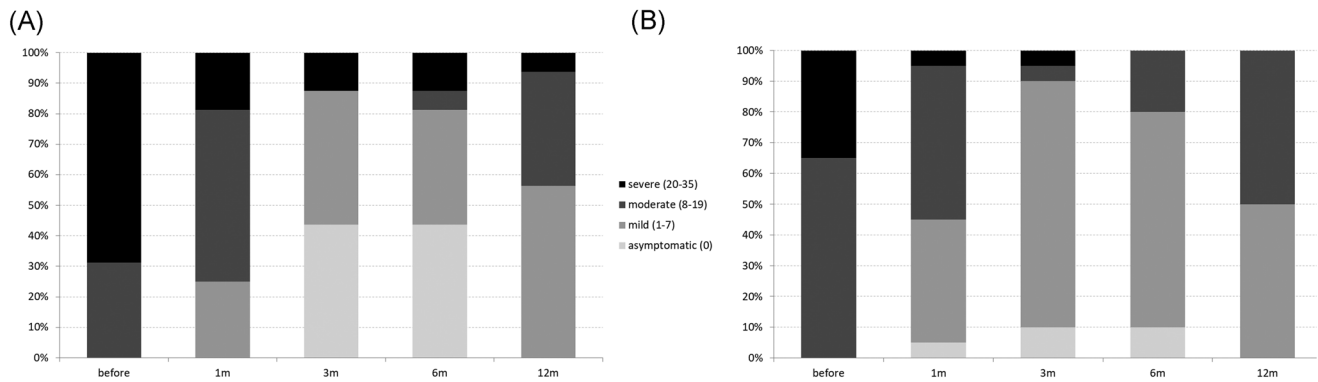 (A)
100%
90%
80%
70%
60%
50%
40%
30%
20%
10%
0%
before 1m 3m 6m 12m
severe (20-35)
moderate (8-19)
mild (1-7)
asymptomatic (0)
(B)
100%
90%
80%
70%
60%
50%
40%
30%
20%
10%
0%
before 1m 3m 6m 12m